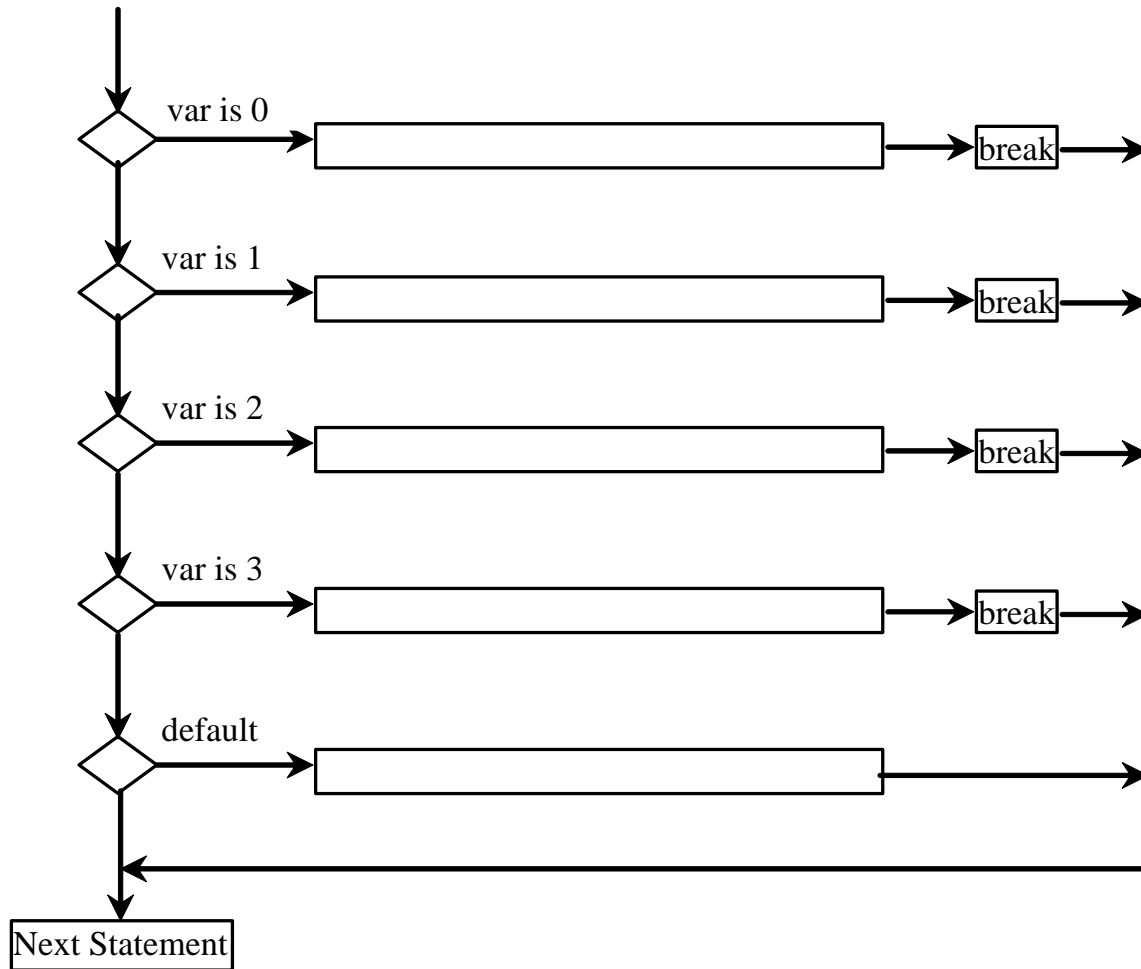 var is 0
break
var is 1
break
var is 2
break
var is 3
break
default
Next Statement